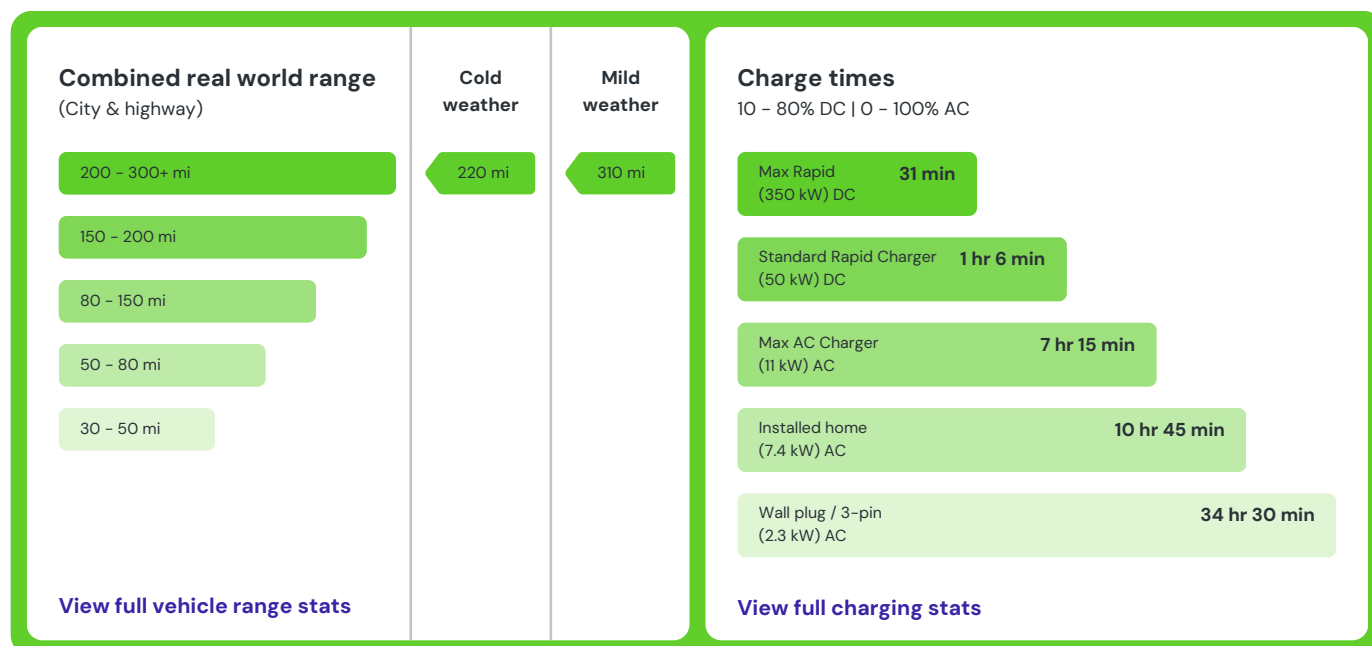 Combined real world range
(City & highway)
Cold
weather
Mild
weather
200 - 300+ mi
220 mi
310 mi
150 - 200 mi
80 - 150 mi
50 - 80 mi
30 - 50 mi
View full vehicle range stats
Charge times
10 - 80% DC | 0 - 100% AC
Max Rapid
(350 kW) DC
31 min
Standard Rapid Charger
(50 kW) DC
1 hr 6 min
Max AC Charger
(11 kW) AC
7 hr 15 min
Installed home
(7.4 kW) AC
10 hr 45 min
Wall plug / 3-pin
(2.3 kW) AC
34 hr 30 min
View full charging stats